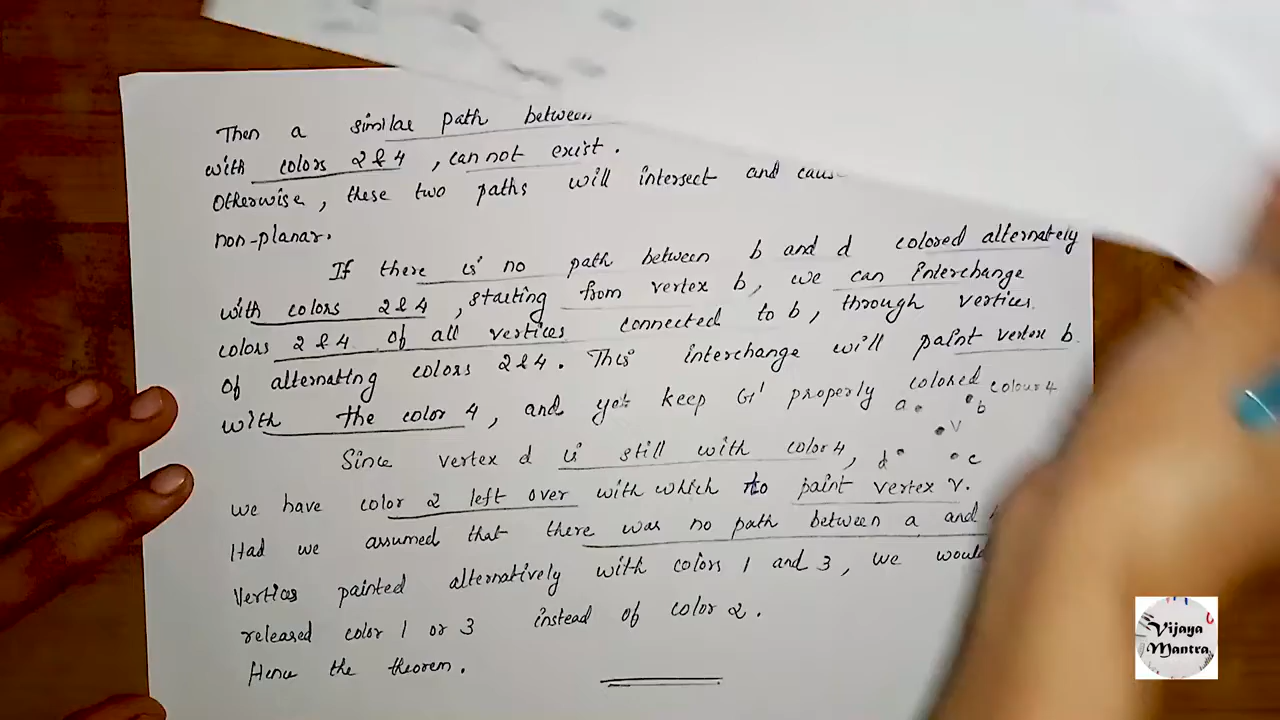 Then a similar path between
with colors 2 & 4 , can not exist .
Otherwise , these two paths will intersect and caus
non-planar.
If there is no path between b and d colored alternately
with colors 2 & 4 , starting from vertex b, we can interchange
colors 2 & 4 of all vertices connected to b, through vertices
of alternating colors 2 & 4 . This interchange will paint vertex b
with the color 4 , and yet keep G' properly colored colour 4
a b
v
Since vertex d is still with color 4 , d c
we have color 2 left over with which to paint vertex v.
Had we assumed that there was no path between a and
vertices painted alternatively with colors 1 and 3 , we would
released color 1 or 3 instead of color 2 .
Hence the theorem .
Vijaya
Mantra